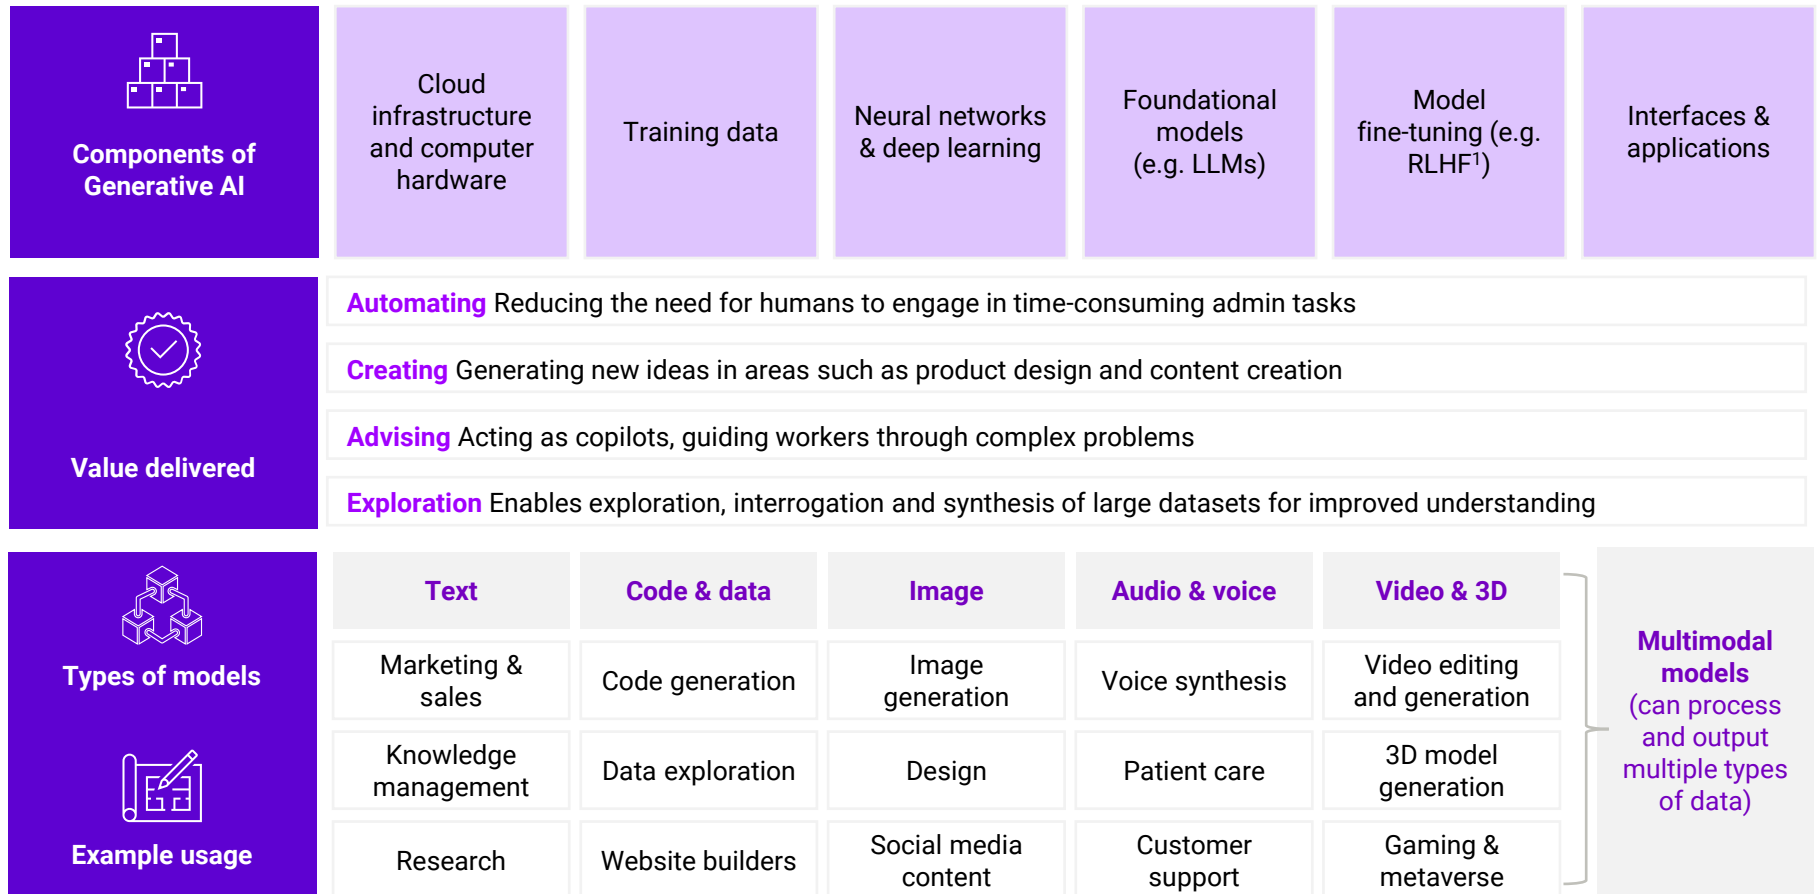 Components of
Generative AI
Cloud
infrastructure
and computer
hardware
Training data
Neural networks
& deep learning
Foundational
models
(e.g. LLMs)
Model
fine-tuning (e.g.
RLHF¹)
Interfaces &
applications
Value delivered
Automating Reducing the need for humans to engage in time-consuming admin tasks
Creating Generating new ideas in areas such as product design and content creation
Advising Acting as copilots, guiding workers through complex problems
Exploration Enables exploration, interrogation and synthesis of large datasets for improved understanding
Types of models
Example usage
Text
Code & data
Image
Audio & voice
Video & 3D
Marketing &
sales
Code generation
Image
generation
Voice synthesis
Video editing
and generation
Knowledge
management
Data exploration
Design
Patient care
3D model
generation
Research
Website builders
Social media
content
Customer
support
Gaming &
metaverse
Multimodal
models
(can process
and output
multiple types
of data)